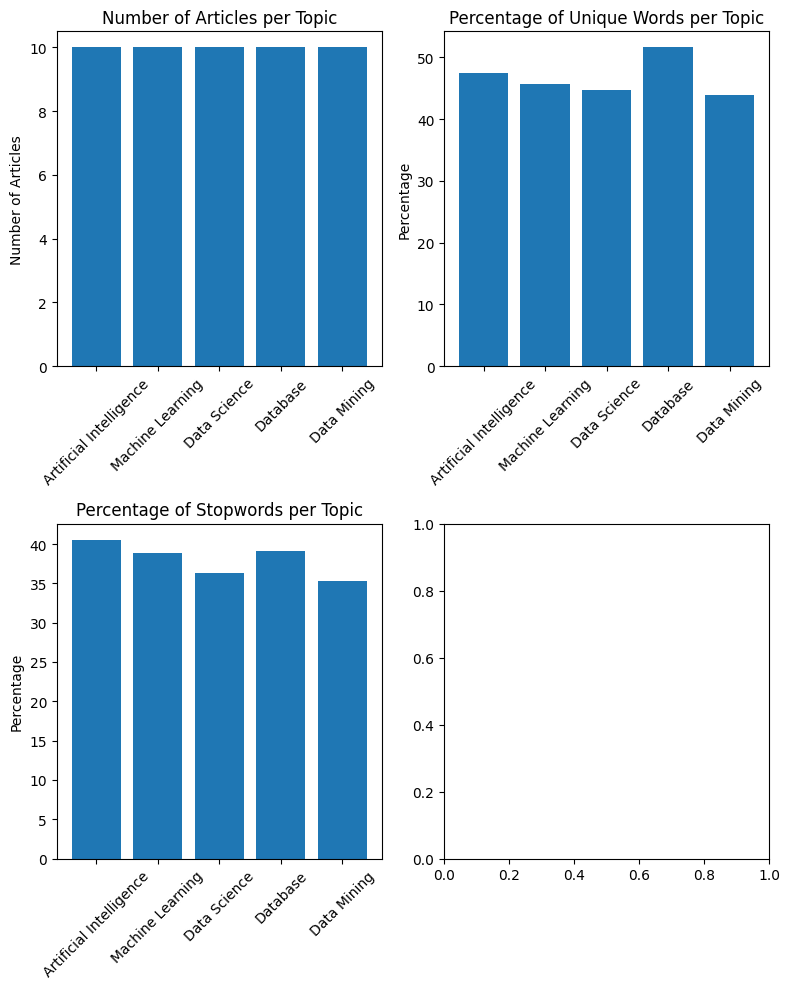 Number of Articles per Topic
Number of Articles
10
8
6
4
2
0
Artificial Intelligence
Machine Learning
Data Science
Database
Data Mining
Percentage of Unique Words per Topic
Percentage
50
40
30
20
10
0
Artificial Intelligence
Machine Learning
Data Science
Database
Data Mining
Percentage of Stopwords per Topic
Percentage
40
35
30
25
20
15
10
5
0
Artificial Intelligence
Machine Learning
Data Science
Database
Data Mining
1.0
0.8
0.6
0.4
0.2
0.0
0.0 0.2 0.4 0.6 0.8 1.0